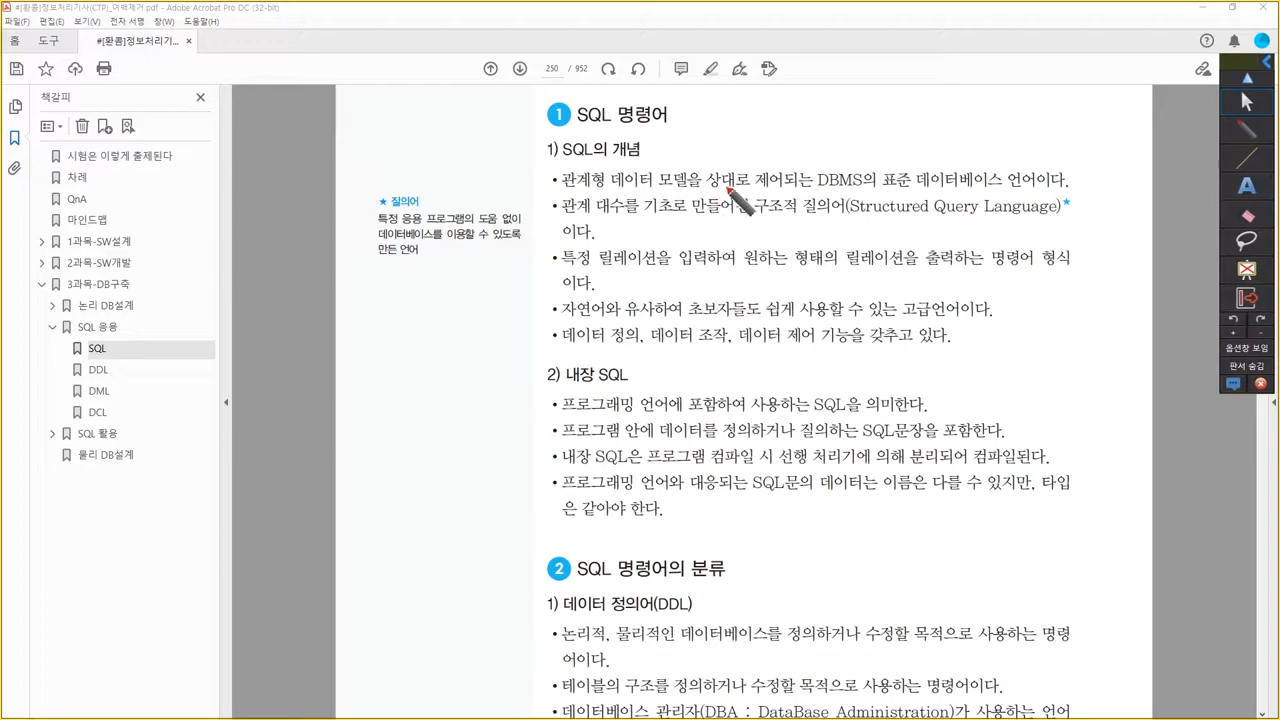 #[환콤]정보처리기사(CTP)_여백제거.pdf - Adobe Acrobat Pro DC (32-bit)
파일(F) 편집(E) 보기(V) 전자 서명 창(W) 도움말(H)
홈 도구 #[환콤]정보처리기... ×
250 / 952
책갈피
시험은 이렇게 출제된다
차례
QnA
마인드맵
1과목-SW설계
2과목-SW개발
3과목-DB구축
논리 DB설계
SQL 응용
SQL
DDL
DML
DCL
SQL 활용
물리 DB설계
★ 질의어
특정 응용 프로그램의 도움 없이
데이터베이스를 이용할 수 있도록
만든 언어
1 SQL 명령어
1) SQL의 개념
• 관계형 데이터 모델을 상대로 제어되는 DBMS의 표준 데이터베이스 언어이다.
• 관계 대수를 기초로 구조적 질의어(Structured Query Language)★
이다.
• 특정 릴레이션을 입력하여 원하는 형태의 릴레이션을 출력하는 명령어 형식
이다.
• 자연어와 유사하여 초보자들도 쉽게 사용할 수 있는 고급언어이다.
• 데이터 정의, 데이터 조작, 데이터 제어 기능을 갖추고 있다.
2) 내장 SQL
• 프로그래밍 언어에 포함하여 사용하는 SQL을 의미한다.
• 프로그램 안에 데이터를 정의하거나 질의하는 SQL문장을 포함한다.
• 내장 SQL은 프로그램 컴파일 시 선행 처리기에 의해 분리되어 컴파일된다.
• 프로그래밍 언어와 대응되는 SQL문의 데이터는 이름은 다를 수 있지만, 타입
은 같아야 한다.
2 SQL 명령어의 분류
1) 데이터 정의어(DDL)
• 논리적, 물리적인 데이터베이스를 정의하거나 수정할 목적으로 사용하는 명령
어이다.
• 테이블의 구조를 정의하거나 수정할 목적으로 사용하는 명령어이다.
• 데이터베이스 관리자(DBA : DataBase Administration)가 사용하는 언어
A
옵션창 보임
판서 숨김